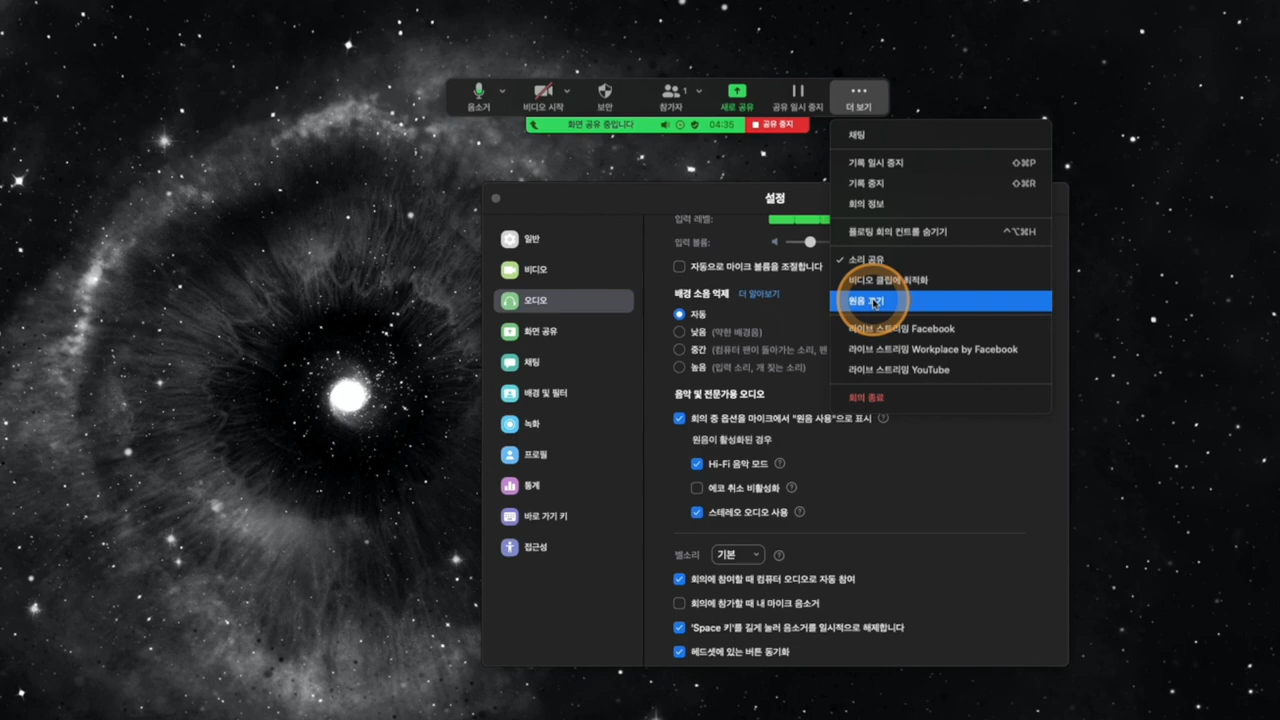 음소거
비디오 시작
보안
1
참가자
새로 공유
공유 일시 중지
더 보기
화면 공유 중입니다
04:35
공유 중지
채팅
기록 일시 중지 ⇧⌘P
기록 중지 ⇧⌘R
회의 정보
플로팅 회의 컨트롤 숨기기 ^⌥⌘H
✓ 소리 공유
비디오 클립에 최적화
원음 끄기
라이브 스트리밍 Facebook
라이브 스트리밍 Workplace by Facebook
라이브 스트리밍 YouTube
회의 종료
설정
일반
비디오
오디오
화면 공유
채팅
배경 및 필터
녹화
프로필
통계
바로 가기 키
접근성
입력 레벨:
입력 볼륨:
자동으로 마이크 볼륨을 조절합니다
배경 소음 억제 더 알아보기
자동
낮음 (약한 배경음)
중간 (컴퓨터 팬이 돌아가는 소리, 펜
높음 (입력 소리, 개 짖는 소리)
음악 및 전문가용 오디오
회의 중 옵션을 마이크에서 "원음 사용"으로 표시 ?
원음이 활성화된 경우
Hi-Fi 음악 모드 ?
에코 취소 비활성화 ?
스테레오 오디오 사용 ?
벨소리 기본 ?
회의에 참여할 때 컴퓨터 오디오로 자동 참여
회의에 참가할 때 내 마이크 음소거
'Space 키'를 길게 눌러 음소거를 일시적으로 해제합니다
헤드셋에 있는 버튼 동기화